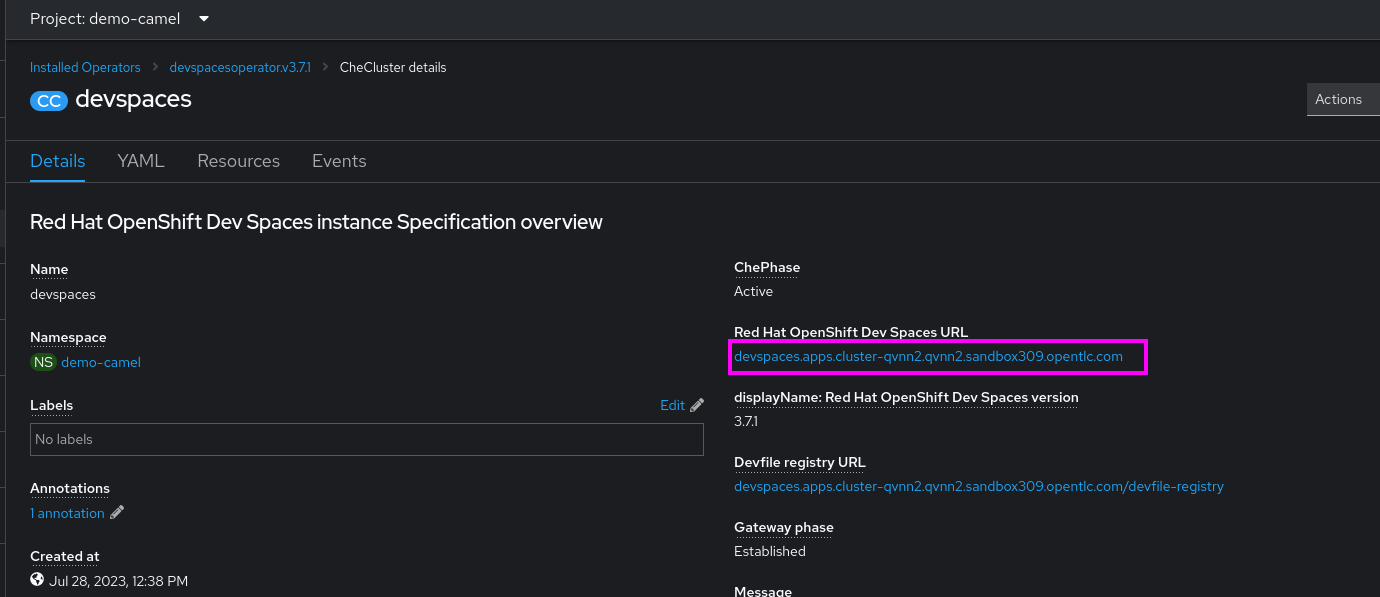 Project: demo-camel
Installed Operators > devspacesoperator.v3.7.1 > CheCluster details
CC devspaces
Actions
Details YAML Resources Events
Red Hat OpenShift Dev Spaces instance Specification overview
Name
devspaces
Namespace
NS demo-camel
Labels Edit
No labels
Annotations
1 annotation
Created at
Jul 28, 2023, 12:38 PM
ChePhase
Active
Red Hat OpenShift Dev Spaces URL
devspaces.apps.cluster-qvnn2.qvnn2.sandbox309.opentlc.com
displayName: Red Hat OpenShift Dev Spaces version
3.7.1
Devfile registry URL
devspaces.apps.cluster-qvnn2.qvnn2.sandbox309.opentlc.com/devfile-registry
Gateway phase
Established
Message